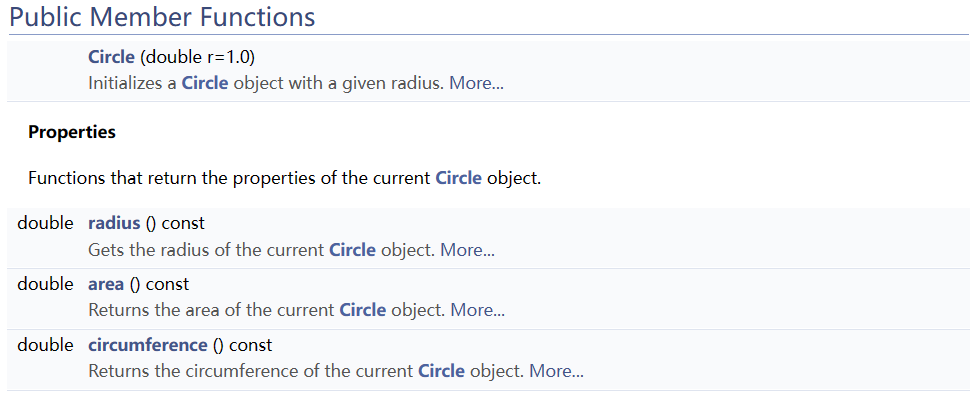 Public Member Functions
Circle (double r=1.0)
Initializes a Circle object with a given radius. More...
Properties
Functions that return the properties of the current Circle object.
double radius () const
Gets the radius of the current Circle object. More...
double area () const
Returns the area of the current Circle object. More...
double circumference () const
Returns the circumference of the current Circle object. More...